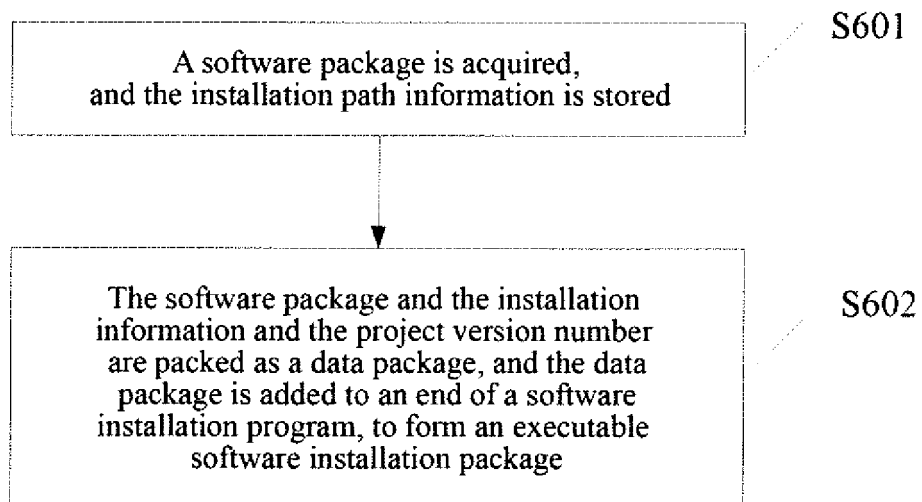 S601
A software package is acquired,
and the installation path information is stored
S602
The software package and the installation
information and the project version number
are packed as a data package, and the data
package is added to an end of a software
installation program, to form an executable
software installation package